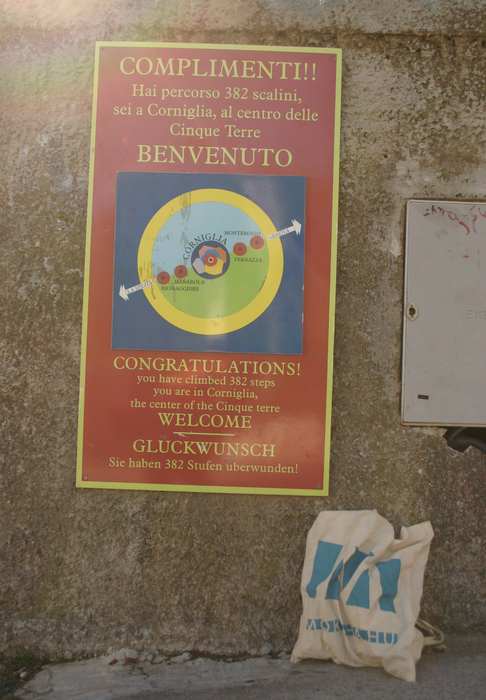 COMPLIMENTI!!
Hai percorso 382 scalini,
sei a Corniglia, al centro delle
Cinque Terre
BENVENUTO
MONTEROSSO
CORNIGLIA
VERNAZZA
MANAROLA
RIOMAGGIORE
CONGRATULATIONS!
you have climbed 382 steps
you are in Corniglia,
the center of the Cinque terre
WELCOME
GLUCKWUNSCH
Sie haben 382 Stufen uberwunden!